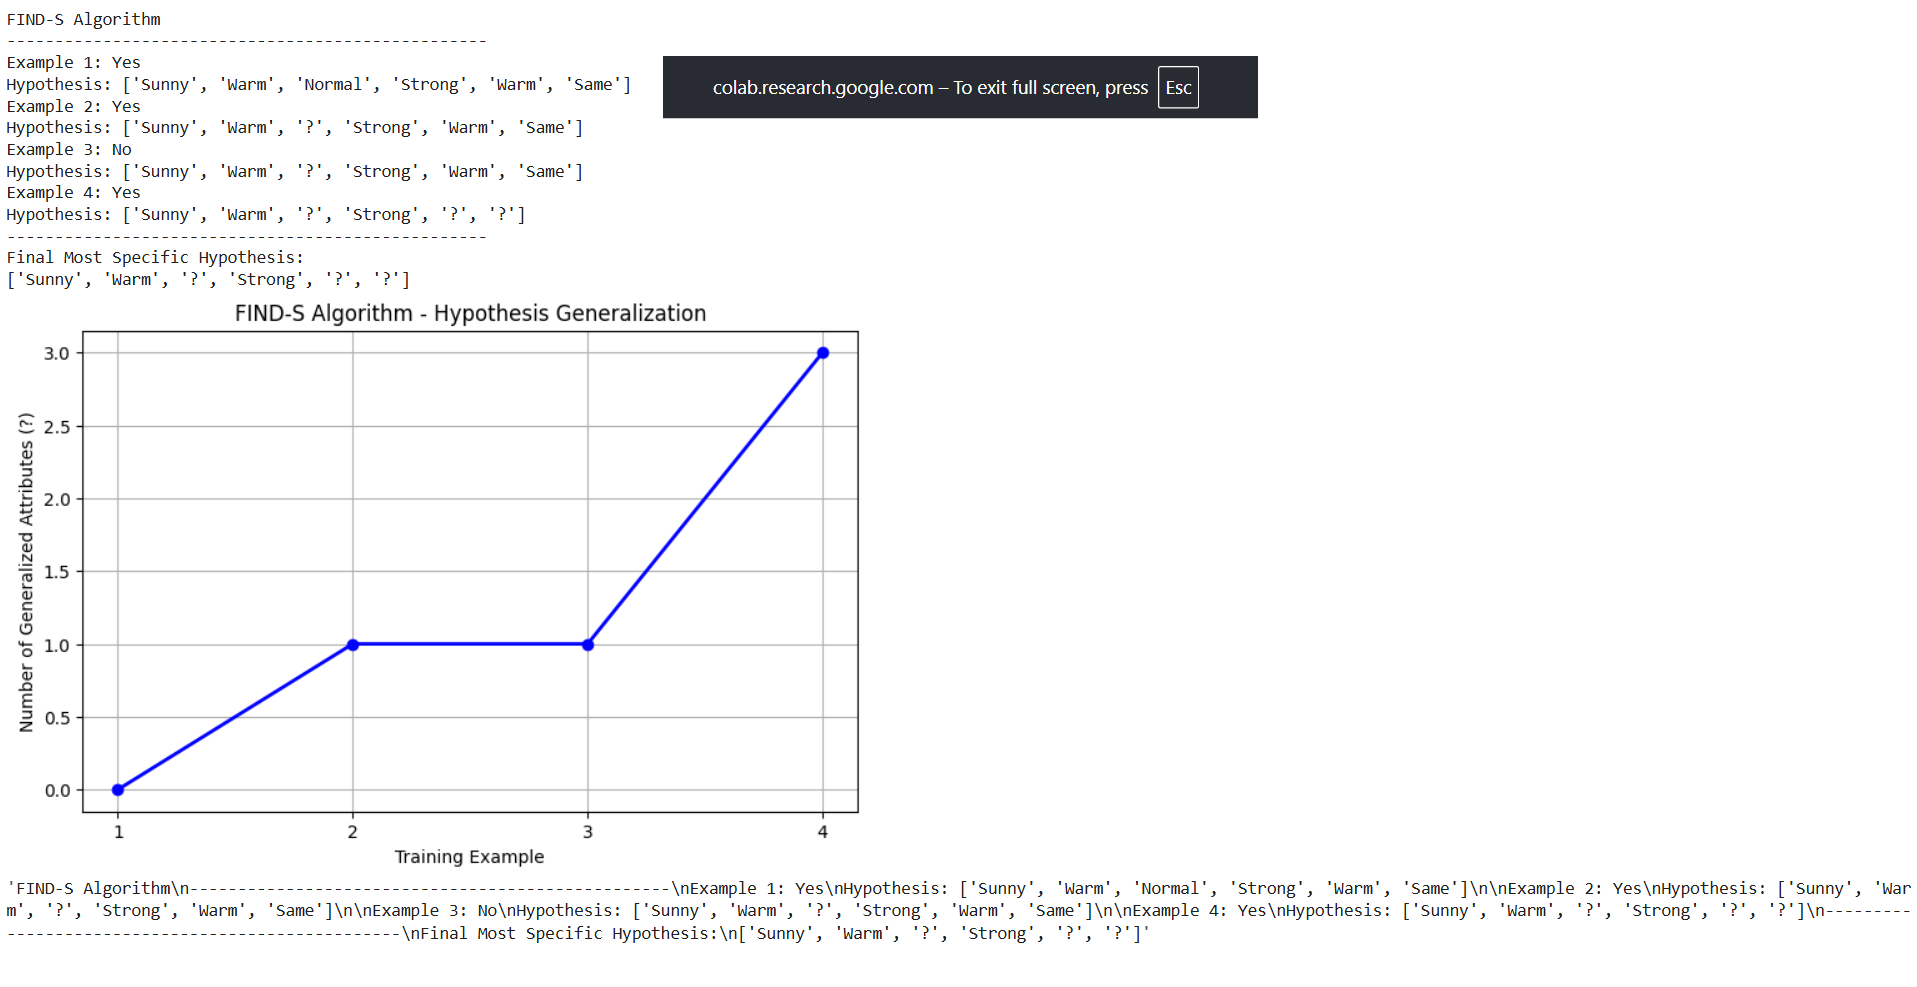 FIND-S Algorithm
--------------------------------------------------
Example 1: Yes
Hypothesis: ['Sunny', 'Warm', 'Normal', 'Strong', 'Warm', 'Same']
colab.research.google.com – To exit full screen, press Esc
Example 2: Yes
Hypothesis: ['Sunny', 'Warm', '?', 'Strong', 'Warm', 'Same']
Example 3: No
Hypothesis: ['Sunny', 'Warm', '?', 'Strong', 'Warm', 'Same']
Example 4: Yes
Hypothesis: ['Sunny', 'Warm', '?', 'Strong', '?', '?']
--------------------------------------------------
Final Most Specific Hypothesis:
['Sunny', 'Warm', '?', 'Strong', '?', '?']
FIND-S Algorithm - Hypothesis Generalization
Number of Generalized Attributes (?)
3.0
2.5
2.0
1.5
1.0
0.5
0.0
1 2 3 4
Training Example
'FIND-S Algorithm\n--------------------------------------------------\nExample 1: Yes\nHypothesis: ['Sunny', 'Warm', 'Normal', 'Strong', 'Warm', 'Same']\n\nExample 2: Yes\nHypothesis: ['Sunny', 'War
m', '?', 'Strong', 'Warm', 'Same']\n\nExample 3: No\nHypothesis: ['Sunny', 'Warm', '?', 'Strong', 'Warm', 'Same']\n\nExample 4: Yes\nHypothesis: ['Sunny', 'Warm', '?', 'Strong', '?', '?']\n---------
-----------------------------------------\nFinal Most Specific Hypothesis:\n['Sunny', 'Warm', '?', 'Strong', '?', '?']'